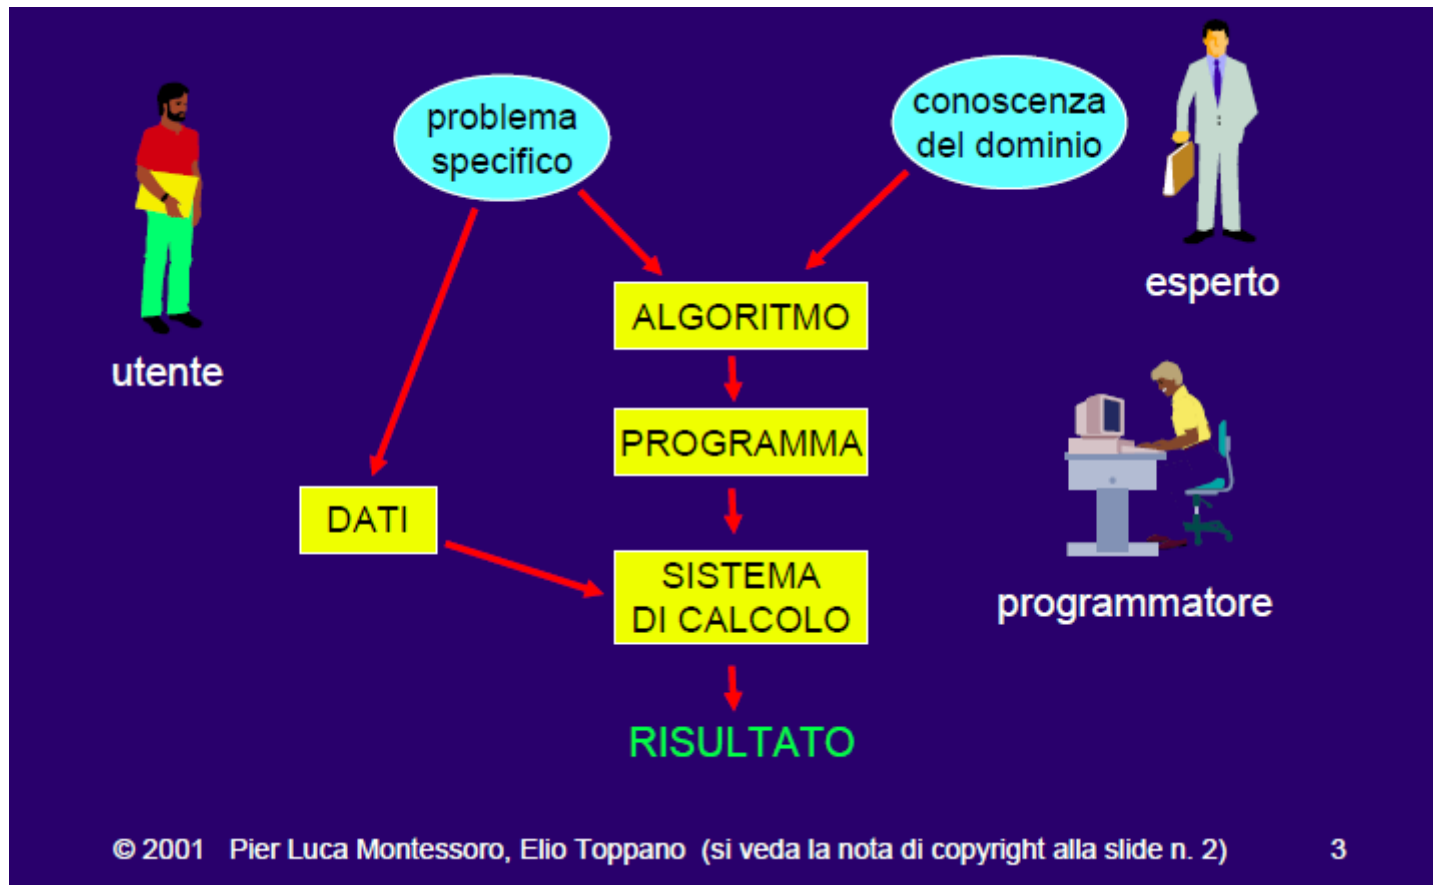 problema
specifico
conoscenza
del dominio
esperto
utente
ALGORITMO
PROGRAMMA
DATI
SISTEMA
DI CALCOLO
programmatore
RISULTATO
© 2001 Pier Luca Montessoro, Elio Toppano (si veda la nota di copyright alla slide n. 2) 3